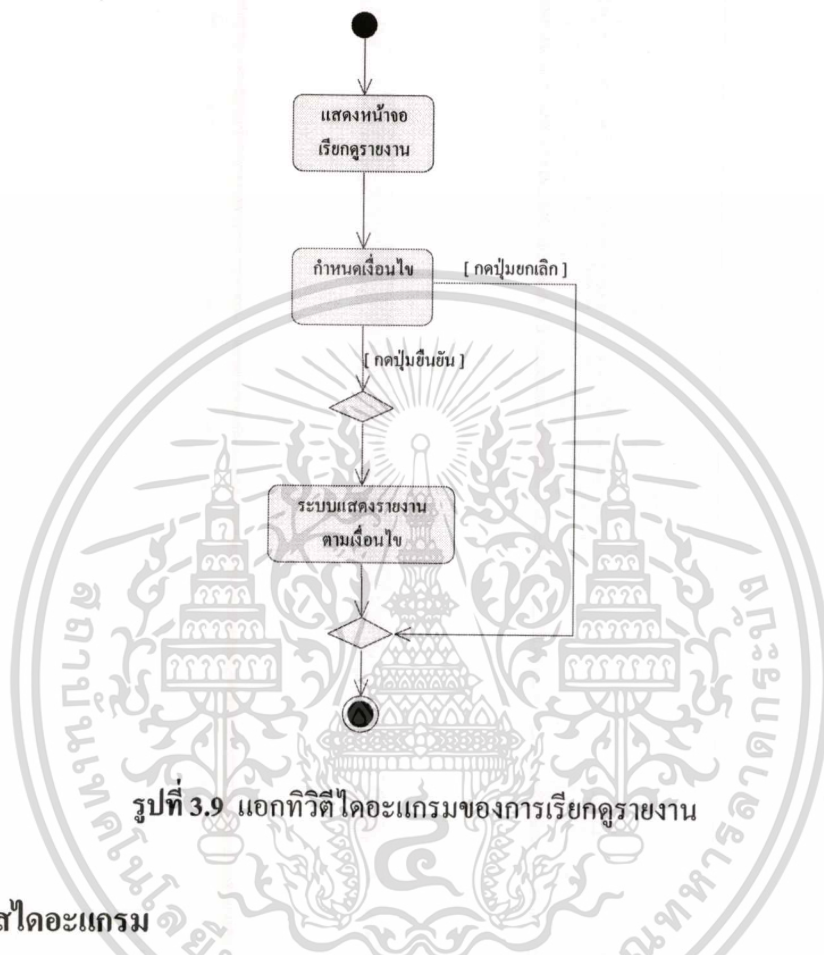 แสดงหน้าจอ
เรียกดูรายงาน
กำหนดเงื่อนไข
[ กดปุ่มยกเลิก ]
[ กดปุ่มยืนยัน ]
ระบบแสดงรายงาน
ตามเงื่อนไข
รูปที่ 3.9 แอกทิวิตีไดอะแกรมของการเรียกดูรายงาน
สไดอะแกรม